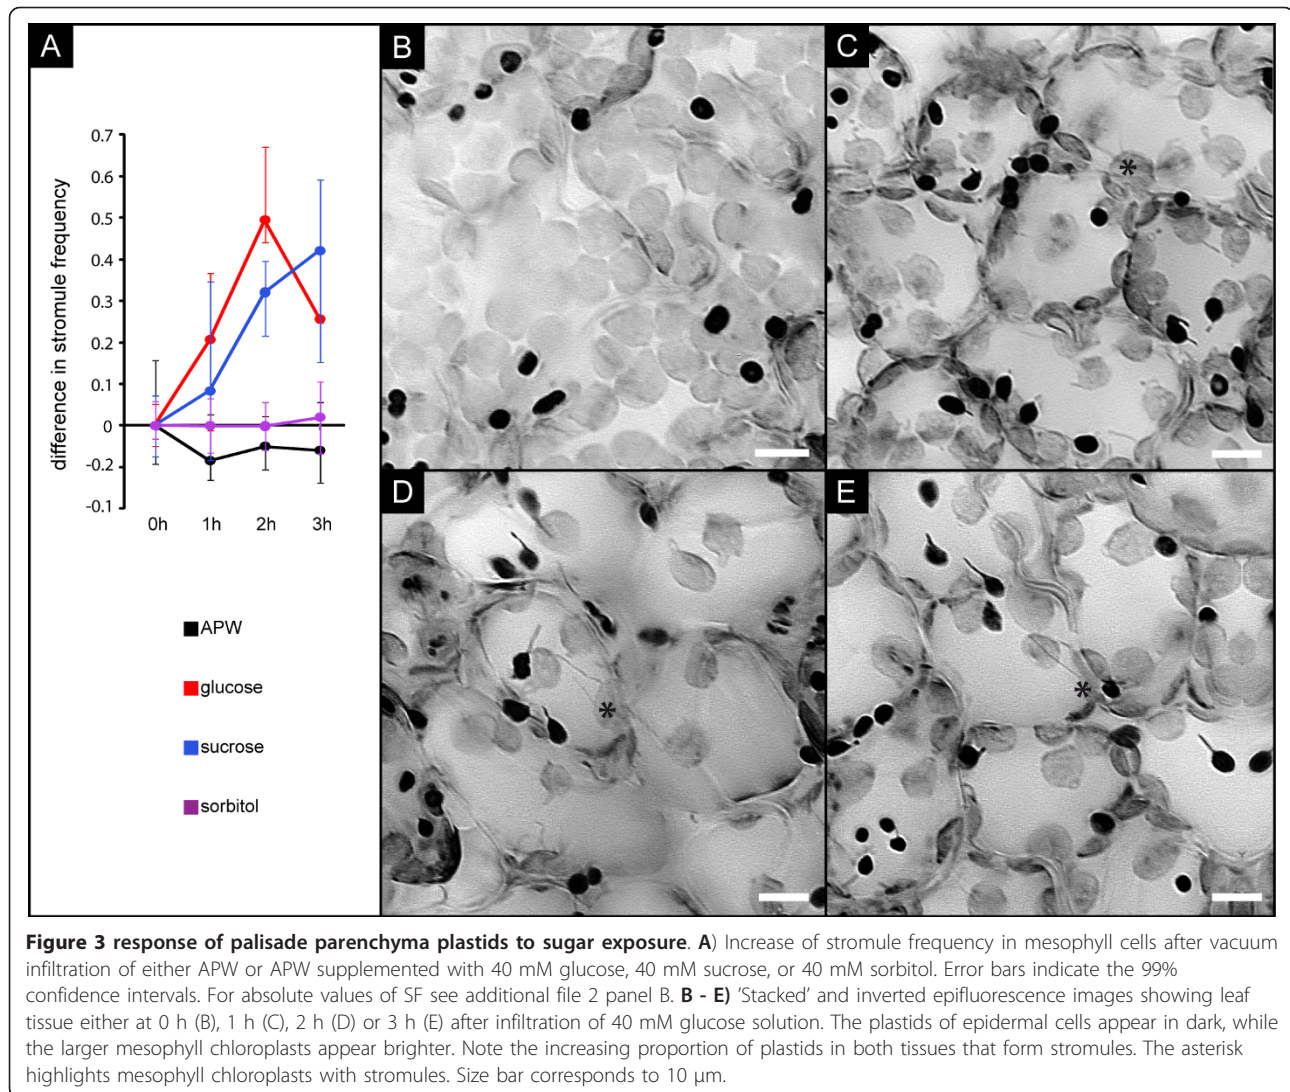 A
B
C
difference in stromule frequency
0.7
0.6
0.5
0.4
0.3
0.2
0.1
0
-0.2
-0.1
0h 1h 2h 3h
APW
glucose
sucrose
sorbitol
*
D
E
*
*
Figure 3 response of palisade parenchyma plastids to sugar exposure. A) Increase of stromule frequency in mesophyll cells after vacuum
infiltration of either APW or APW supplemented with 40 mM glucose, 40 mM sucrose, or 40 mM sorbitol. Error bars indicate the 99%
confidence intervals. For absolute values of SF see additional file 2 panel B. B - E) 'Stacked' and inverted epifluorescence images showing leaf
tissue either at 0 h (B), 1 h (C), 2 h (D) or 3 h (E) after infiltration of 40 mM glucose solution. The plastids of epidermal cells appear in dark, while
the larger mesophyll chloroplasts appear brighter. Note the increasing proportion of plastids in both tissues that form stromules. The asterisk
highlights mesophyll chloroplasts with stromules. Size bar corresponds to 10 μm.